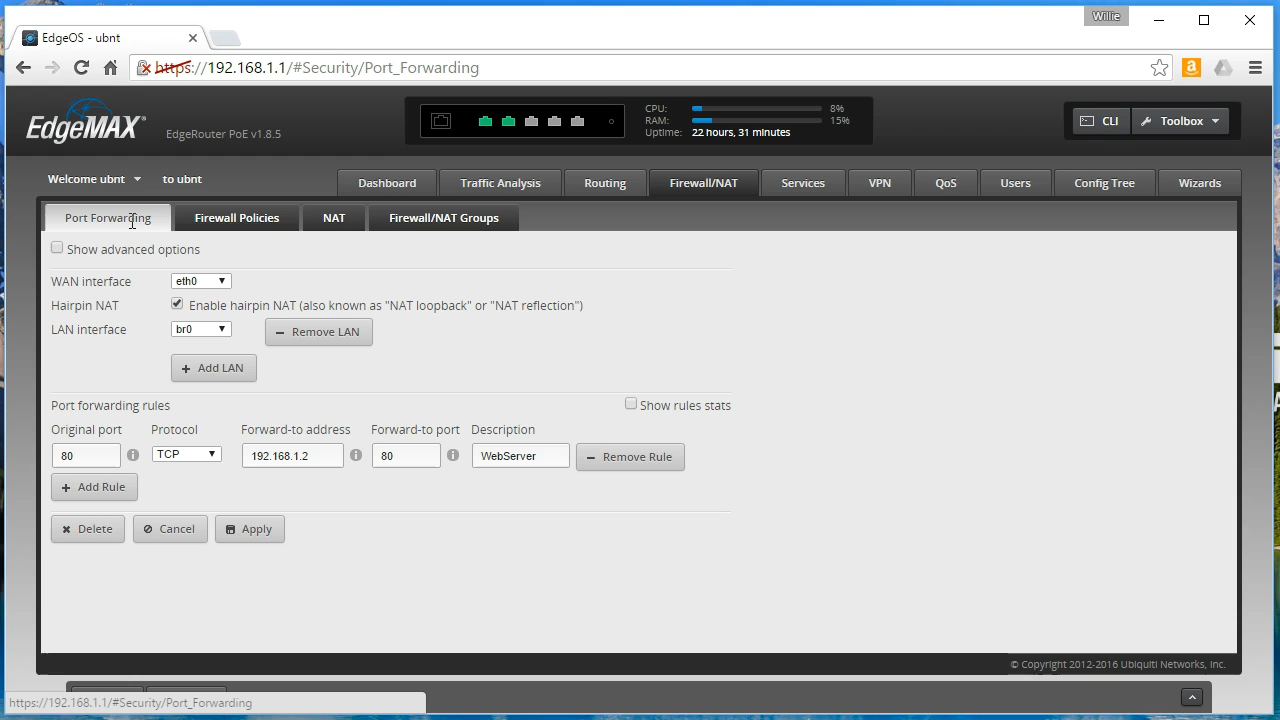 Willie
EdgeOS - ubnt
https://192.168.1.1/#Security/Port_Forwarding
EdgeMAX EdgeRouter PoE v1.8.5
CPU: 8%
RAM: 15%
Uptime: 22 hours, 31 minutes
CLI Toolbox
Welcome ubnt to ubnt
Dashboard Traffic Analysis Routing Firewall/NAT Services VPN QoS Users Config Tree Wizards
Port Forwarding Firewall Policies NAT Firewall/NAT Groups
Show advanced options
WAN interface eth0
Hairpin NAT Enable hairpin NAT (also known as "NAT loopback" or "NAT reflection")
LAN interface br0 Remove LAN
Add LAN
Port forwarding rules Show rules stats
Original port Protocol Forward-to address Forward-to port Description
80 TCP 192.168.1.2 80 WebServer Remove Rule
Add Rule
Delete Cancel Apply
© Copyright 2012-2016 Ubiquiti Networks, Inc.
https://192.168.1.1/#Security/Port_Forwarding